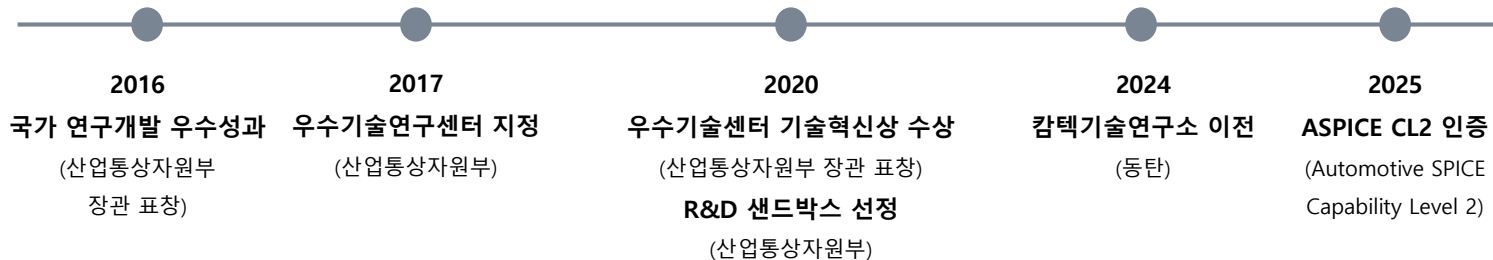 2016
국가 연구개발 우수성과
(산업통상자원부
장관 표창)
2017
우수기술연구센터 지정
(산업통상자원부)
2020
우수기술센터 기술혁신상 수상
(산업통상자원부 장관 표창)
R&D 샌드박스 선정
(산업통상자원부)
2024
캄텍기술연구소 이전
(동탄)
2025
ASPICE CL2 인증
(Automotive SPICE
Capability Level 2)